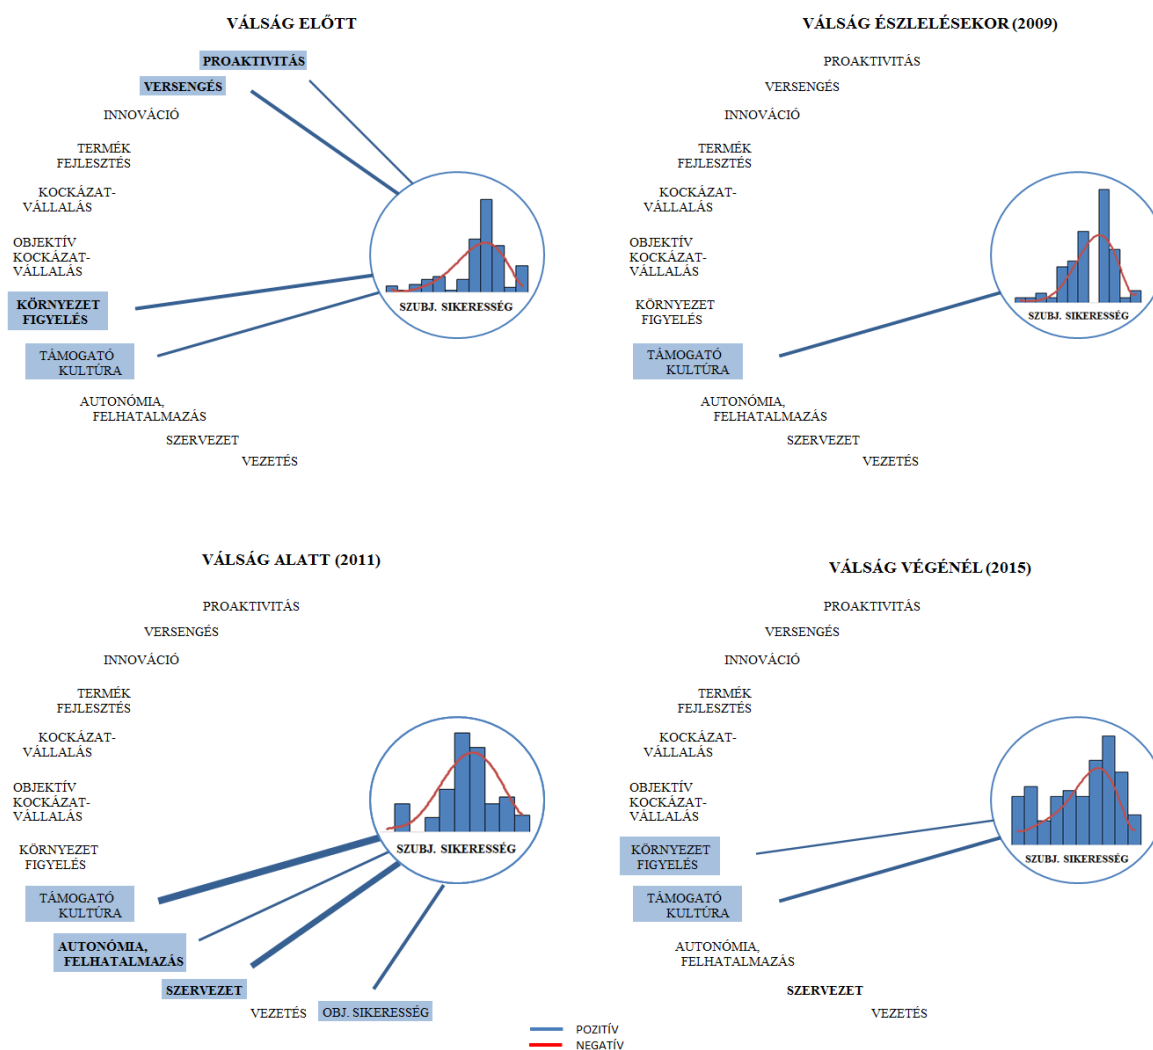 VÁLSÁG ELŐTT
PROAKTIVITÁS
VERSENGÉS
INNOVÁCIÓ
TERMÉK
FEJLESZTÉS
KOCKÁZAT-
VÁLLALÁS
OBJEKTÍV
KOCKÁZAT-
VÁLLALÁS
KÖRNYEZET
FIGYELÉS
TÁMOGATÓ
KULTÚRA
AUTONÓMIA,
FELHATALMAZÁS
SZERVEZET
VEZETÉS
SZUBJ. SIKERESSÉG
VÁLSÁG ÉSZLELÉSEKOR (2009)
PROAKTIVITÁS
VERSENGÉS
INNOVÁCIÓ
TERMÉK
FEJLESZTÉS
KOCKÁZAT-
VÁLLALÁS
OBJEKTÍV
KOCKÁZAT-
VÁLLALÁS
KÖRNYEZET
FIGYELÉS
TÁMOGATÓ
KULTÚRA
AUTONÓMIA,
FELHATALMAZÁS
SZERVEZET
VEZETÉS
SZUBJ. SIKERESSÉG
VÁLSÁG ALATT (2011)
PROAKTIVITÁS
VERSENGÉS
INNOVÁCIÓ
TERMÉK
FEJLESZTÉS
KOCKÁZAT-
VÁLLALÁS
OBJEKTÍV
KOCKÁZAT-
VÁLLALÁS
KÖRNYEZET
FIGYELÉS
TÁMOGATÓ
KULTÚRA
AUTONÓMIA,
FELHATALMAZÁS
SZERVEZET
VEZETÉS
OBJ. SIKERESSÉG
SZUBJ. SIKERESSÉG
VÁLSÁG VÉGÉNÉL (2015)
PROAKTIVITÁS
VERSENGÉS
INNOVÁCIÓ
TERMÉK
FEJLESZTÉS
KOCKÁZAT-
VÁLLALÁS
OBJEKTÍV
KOCKÁZAT-
VÁLLALÁS
KÖRNYEZET
FIGYELÉS
TÁMOGATÓ
KULTÚRA
AUTONÓMIA,
FELHATALMAZÁS
SZERVEZET
VEZETÉS
SZUBJ. SIKERESSÉG
POZITÍV
NEGATÍV